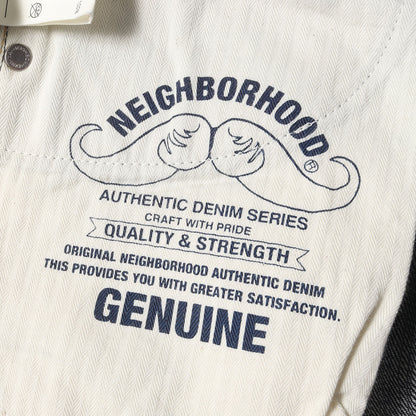 NEIGHBORHOOD
AUTHENTIC DENIM SERIES
CRAFT WITH PRIDE
QUALITY & STRENGTH
ORIGINAL NEIGHBORHOOD AUTHENTIC DENIM
THIS PROVIDES YOU WITH GREATER SATISFACTION.
GENUINE